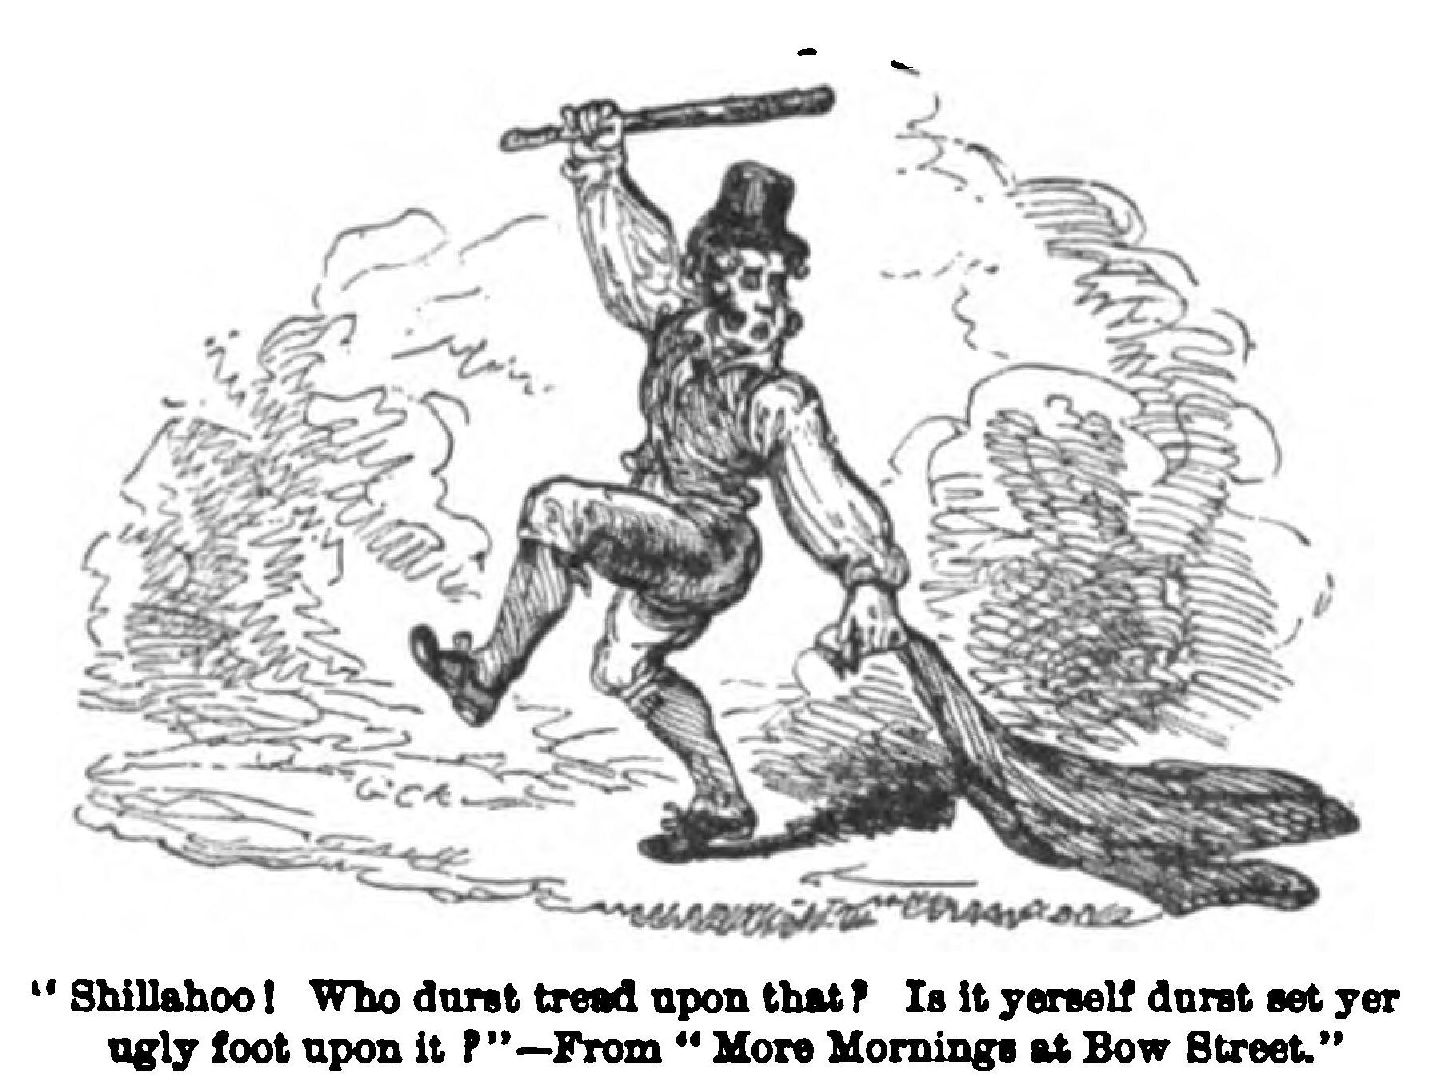 G.CK
“Shillahoo! Who durst tread upon that? Is it yerself durst set yer
ugly foot upon it?”—From “More Mornings at Bow Street.”